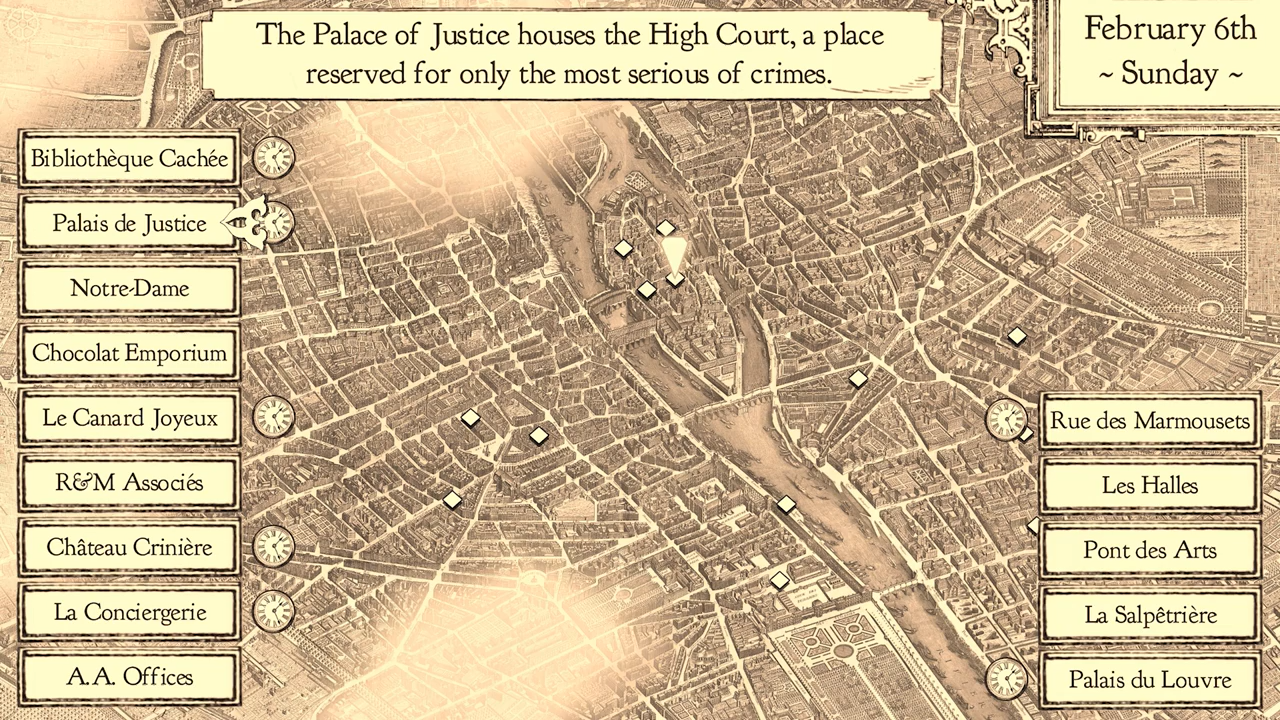 The Palace of Justice houses the High Court, a place
reserved for only the most serious of crimes.
February 6th
~ Sunday ~
Bibliothèque Cachée
Palais de Justice
Notre-Dame
Chocolat Emporium
Le Canard Joyeux
R&M Associés
Château Crinière
La Conciergerie
A.A. Offices
Rue des Marmousets
Les Halles
Pont des Arts
La Salpêtrière
Palais du Louvre